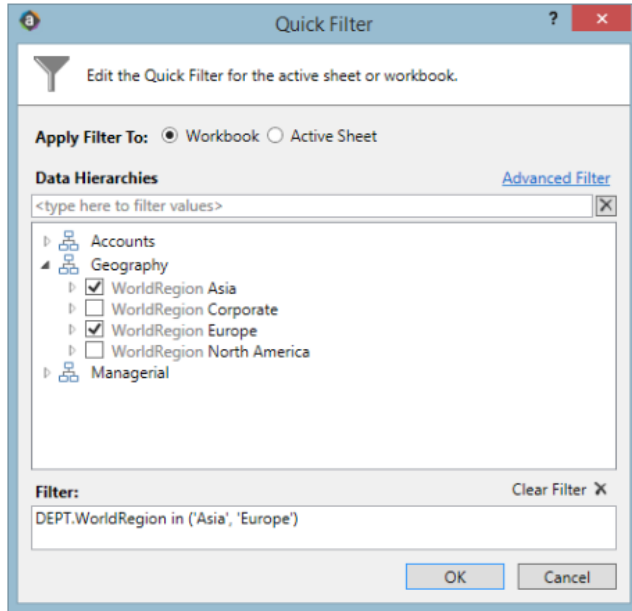 Quick Filter
?
Edit the Quick Filter for the active sheet or workbook.
Apply Filter To: Workbook Active Sheet
Data Hierarchies Advanced Filter
<type here to filter values>
Accounts
Geography
WorldRegion Asia
WorldRegion Corporate
WorldRegion Europe
WorldRegion North America
Managerial
Filter: Clear Filter
DEPT.WorldRegion in ('Asia', 'Europe')
OK Cancel